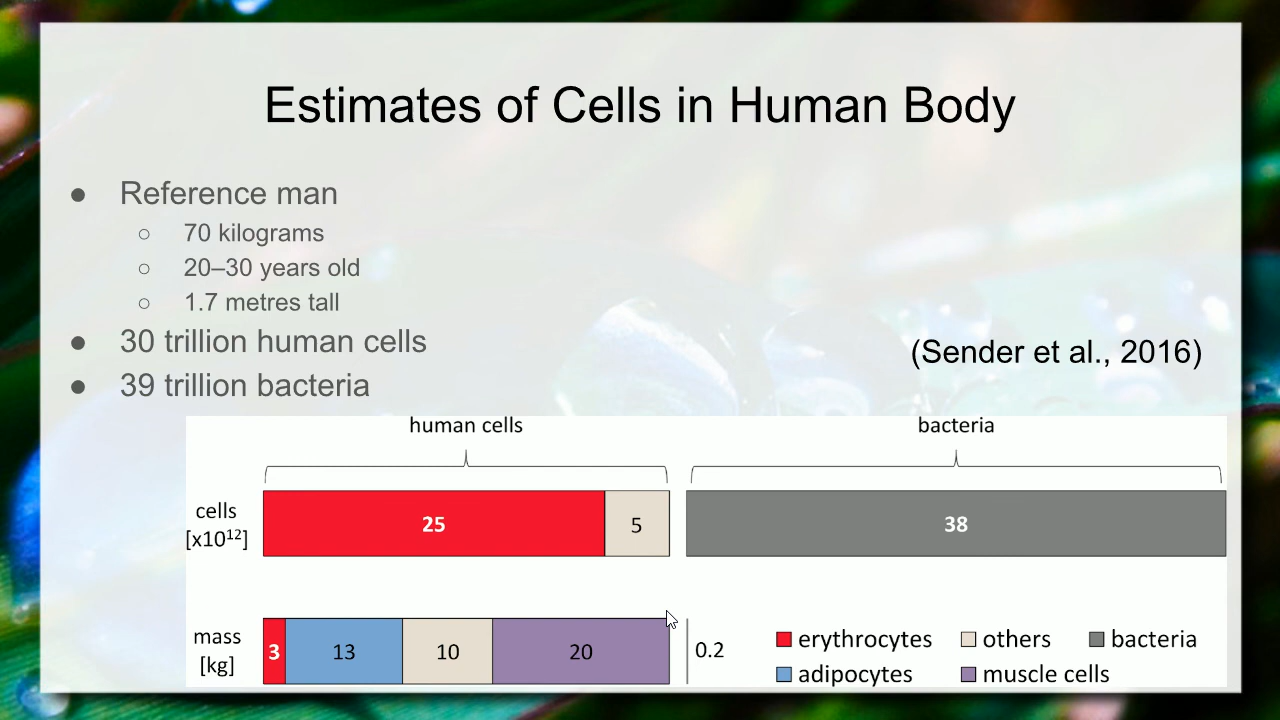 Estimates of Cells in Human Body
● Reference man
○ 70 kilograms
○ 20–30 years old
○ 1.7 metres tall
● 30 trillion human cells
● 39 trillion bacteria
(Sender et al., 2016)
human cells
bacteria
cells
[x10¹²]
25
5
38
mass
[kg]
3
13
10
20
0.2
erythrocytes
others
bacteria
adipocytes
muscle cells